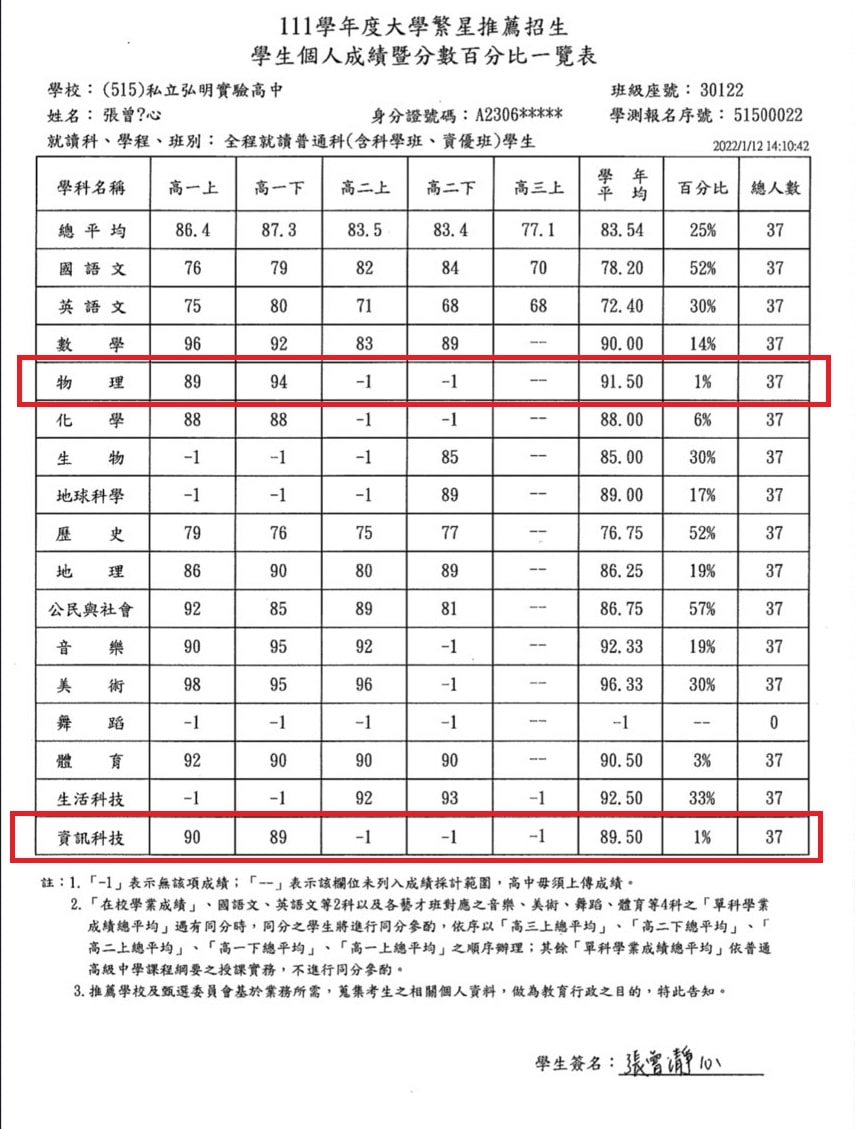 111學年度大學繁星推薦招生
學生個人成績暨分數百分比一覽表
學校：(515)私立弘明實驗高中 班級座號：30122
姓名：張曾?心 身分證號碼：A2306***** 學測報名序號：51500022
就讀科、學程、班別：全程就讀普通科(含科學班、資優班)學生 2022/1/12 14:10:42
學科名稱 高一上 高一下 高二上 高二下 高三上 學年平均 百分比 總人數
總平均 86.4 87.3 83.5 83.4 77.1 83.54 25% 37
國語文 76 79 82 84 70 78.20 52% 37
英語文 75 80 71 68 68 72.40 30% 37
數學 96 92 83 89 -- 90.00 14% 37
物理 89 94 -1 -1 -- 91.50 1% 37
化學 88 88 -1 -1 -- 88.00 6% 37
生物 -1 -1 -1 85 -- 85.00 30% 37
地球科學 -1 -1 -1 89 -- 89.00 17% 37
歷史 79 76 75 77 -- 76.75 52% 37
地理 86 90 80 89 -- 86.25 19% 37
公民與社會 92 85 89 81 -- 86.75 57% 37
音樂 90 95 92 -1 -- 92.33 19% 37
美術 98 95 96 -1 -- 96.33 30% 37
舞蹈 -1 -1 -1 -1 -- -1 -- 0
體育 92 90 90 90 -- 90.50 3% 37
生活科技 -1 -1 92 93 -1 92.50 33% 37
資訊科技 90 89 -1 -1 -1 89.50 1% 37
註：1.「-1」表示無該項成績；「--」表示該欄位未列入成績採計範圍，高中毋須上傳成績。
2.「在校學業成績」、國語文、英語文等2科以及各藝才班對應之音樂、美術、舞蹈、體育等4科之「單科學業
成績總平均」遇有同分時，同分之學生將進行同分參酌，依序以「高三上總平均」、「高二下總平均」、「
高二上總平均」、「高一下總平均」、「高一上總平均」之順序辦理；其餘「單科學業成績總平均」依普通
高級中學課程綱要之授課實務，不進行同分參酌。
3.推薦學校及甄選委員會基於業務所需，蒐集考生之相關個人資料，做為教育行政之目的，特此告知。
學生簽名：張曾瀞心